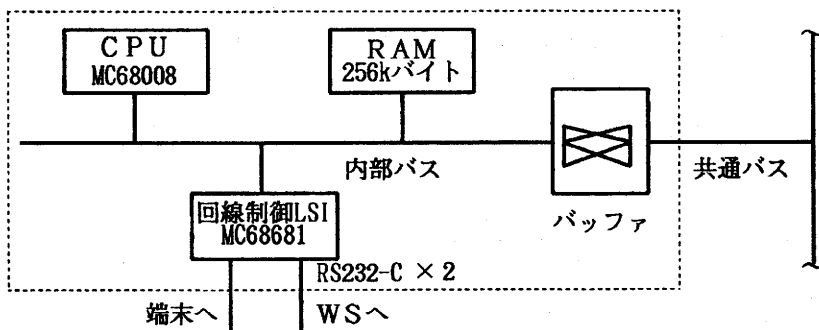 CPU
MC68008
RAM
256kバイト
内部バス
共通バス
バッファ
回線制御LSI
MC68681
RS232-C × 2
端末へ
WSへ